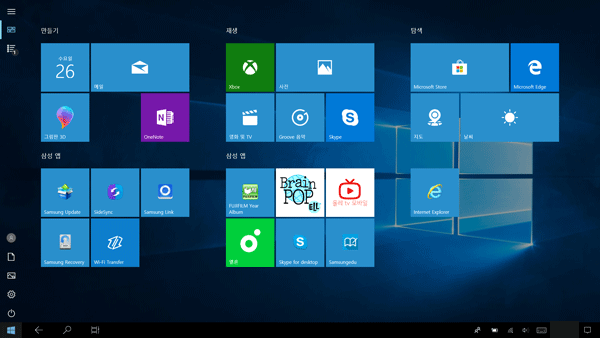 만들기
수요일
26
메일
그림판 3D
OneNote
삼성 앱
Samsung Update
SideSync
Samsung Link
Samsung Recovery
Wi-Fi Transfer
재생
Xbox
사진
영화 및 TV
Groove 음악
Skype
삼성 앱
FUJIFILM Year
Album
Brain
POP
ELL
올레 tv 모바일
멜론
Skype for desktop
Samsungedu
탐색
Microsoft Store
Microsoft Edge
지도
날씨
Internet Explorer